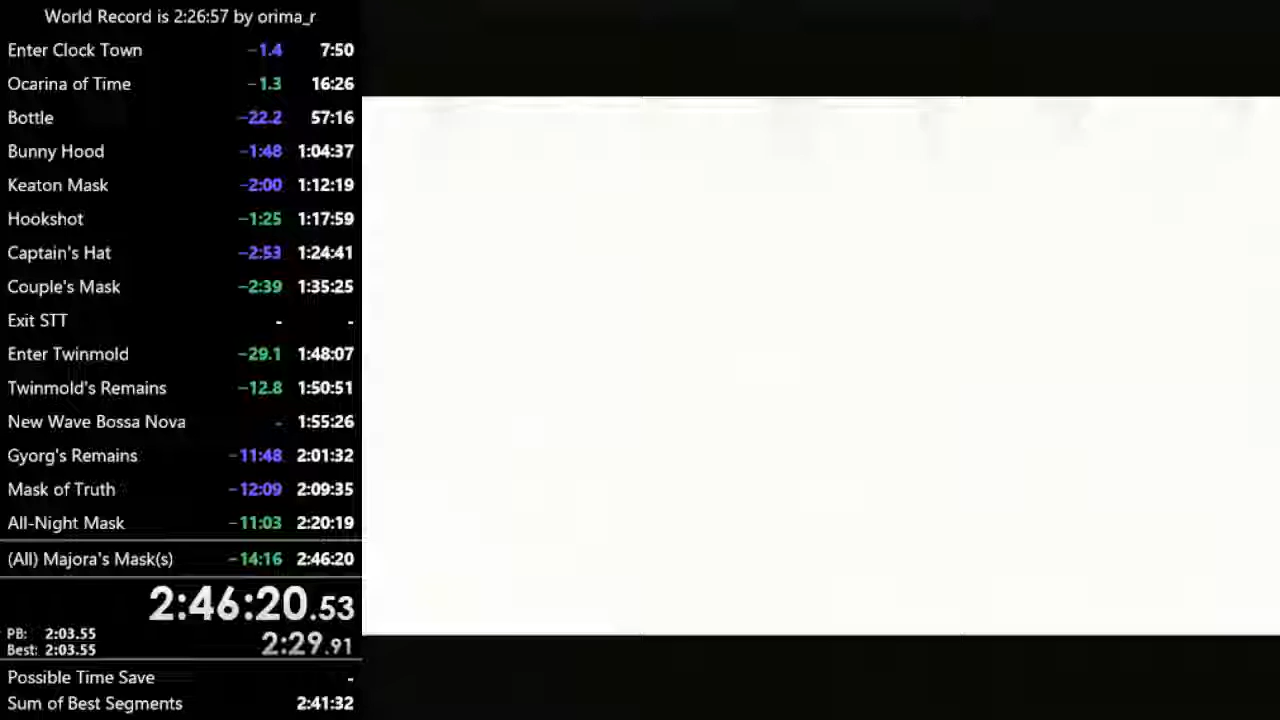 World Record is 2:26:57 by orima_r
Enter Clock Town −1.4 7:50
Ocarina of Time −1.3 16:26
Bottle −22.2 57:16
Bunny Hood −1:48 1:04:37
Keaton Mask −2:00 1:12:19
Hookshot −1:25 1:17:59
Captain's Hat −2:53 1:24:41
Couple's Mask −2:39 1:35:25
Exit STT - -
Enter Twinmold −29.1 1:48:07
Twinmold's Remains −12.8 1:50:51
New Wave Bossa Nova - 1:55:26
Gyorg's Remains −11:48 2:01:32
Mask of Truth −12:09 2:09:35
All-Night Mask −11:03 2:20:19
(All) Majora's Mask(s) −14:16 2:46:20
2:46:20.53
PB: 2:03.55
Best: 2:03.55 2:29.91
Possible Time Save -
Sum of Best Segments 2:41:32